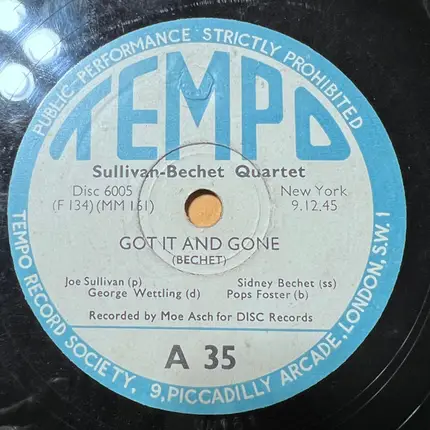 PUBLIC PERFORMANCE STRICTLY PROHIBITED
TEMPO
Sullivan-Bechet Quartet
Disc 6005
(F 134)(MM 161)
New York
9.12.45
GOT IT AND GONE
(BECHET)
Joe Sullivan (p)
Sidney Bechet (ss)
George Wettling (d)
Pops Foster (b)
Recorded by Moe Asch for DISC Records
A 35
TEMPO RECORD SOCIETY, 9, PICCADILLY ARCADE, LONDON, S.W.1